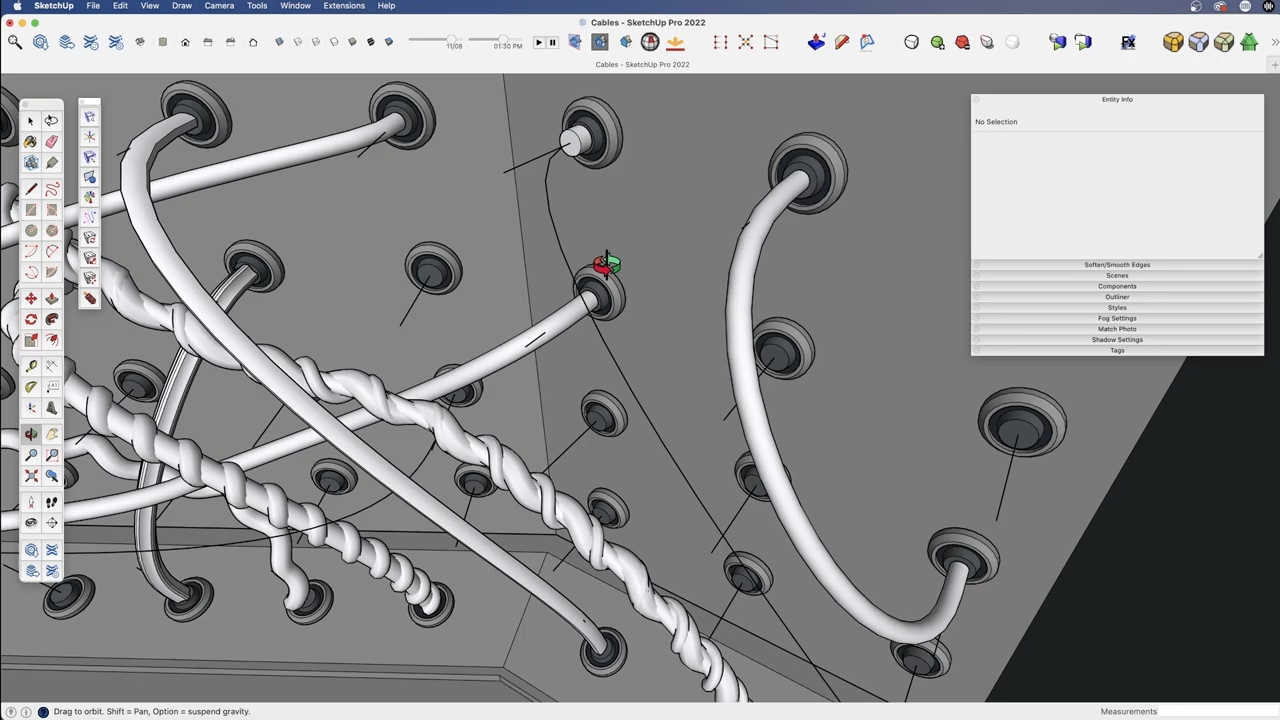 SketchUp File Edit View Draw Camera Tools Window Extensions Help
Cables - SketchUp Pro 2022
11/08 01:30 PM
Cables - SketchUp Pro 2022
Entity Info
No Selection
Soften/Smooth Edges
Scenes
Components
Outliner
Styles
Fog Settings
Match Photo
Shadow Settings
Tags
Drag to orbit. Shift = Pan, Option = suspend gravity.
Measurements